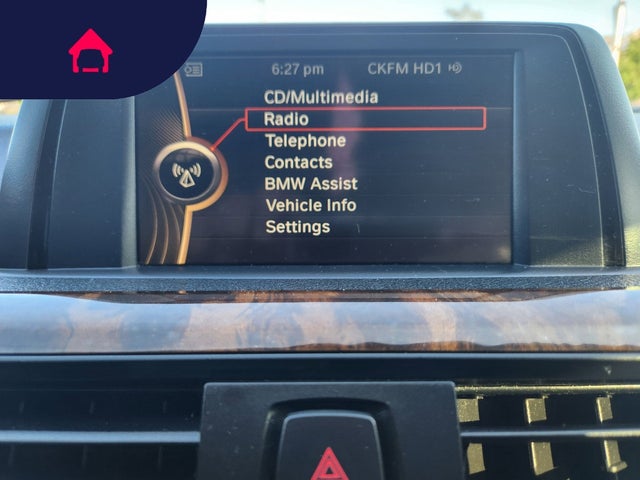 6:27 pm CKFM HD1
CD/Multimedia
Radio
Telephone
Contacts
BMW Assist
Vehicle Info
Settings